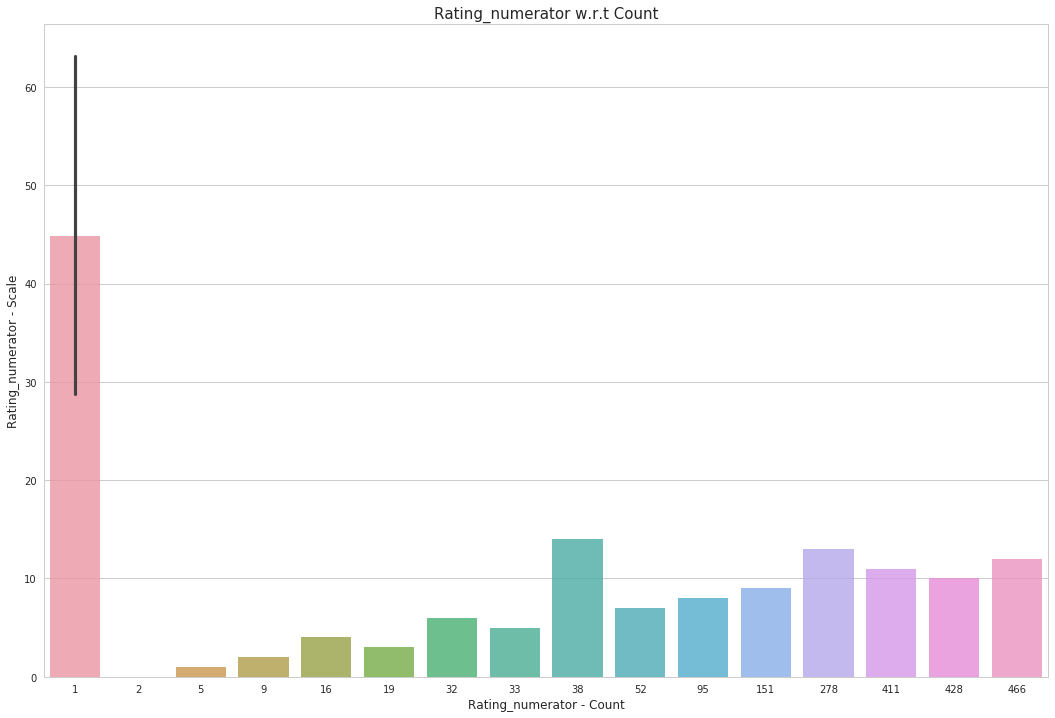 Rating_numerator w.r.t Count
Rating_numerator - Scale
60
50
40
30
20
10
0
1 2 5 9 16 19 32 33 38 52 95 151 278 411 428 466
Rating_numerator - Count